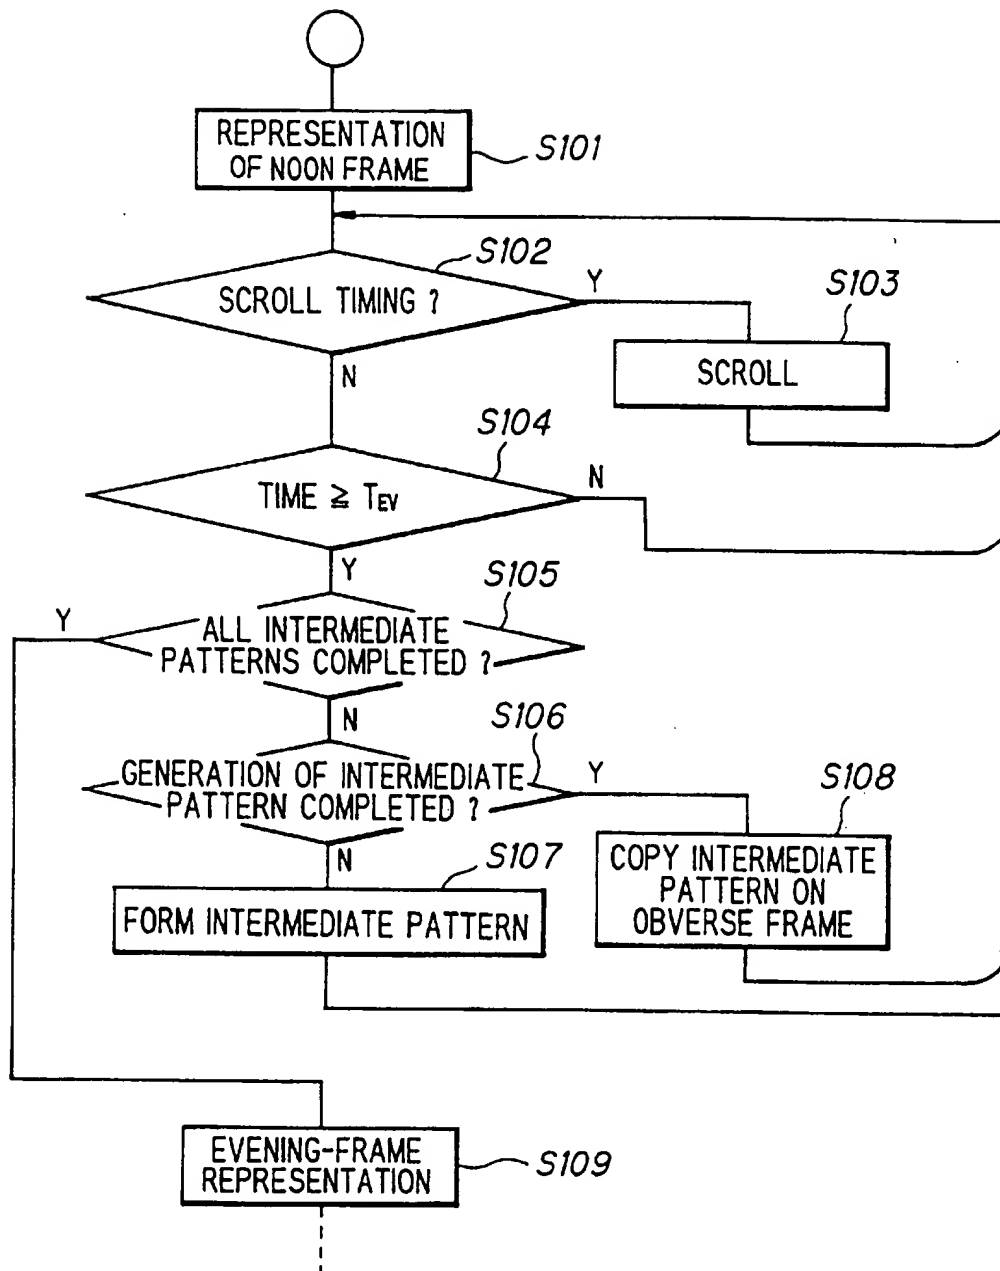 REPRESENTATION
OF NOON FRAME
S101
S102
SCROLL TIMING ?
Y
N
S103
SCROLL
S104
TIME ≧ TEV
N
Y
S105
ALL INTERMEDIATE
PATTERNS COMPLETED ?
Y
N
S106
GENERATION OF INTERMEDIATE
PATTERN COMPLETED ?
Y
N
S108
COPY INTERMEDIATE
PATTERN ON
OBVERSE FRAME
S107
FORM INTERMEDIATE PATTERN
EVENING-FRAME
REPRESENTATION
S109